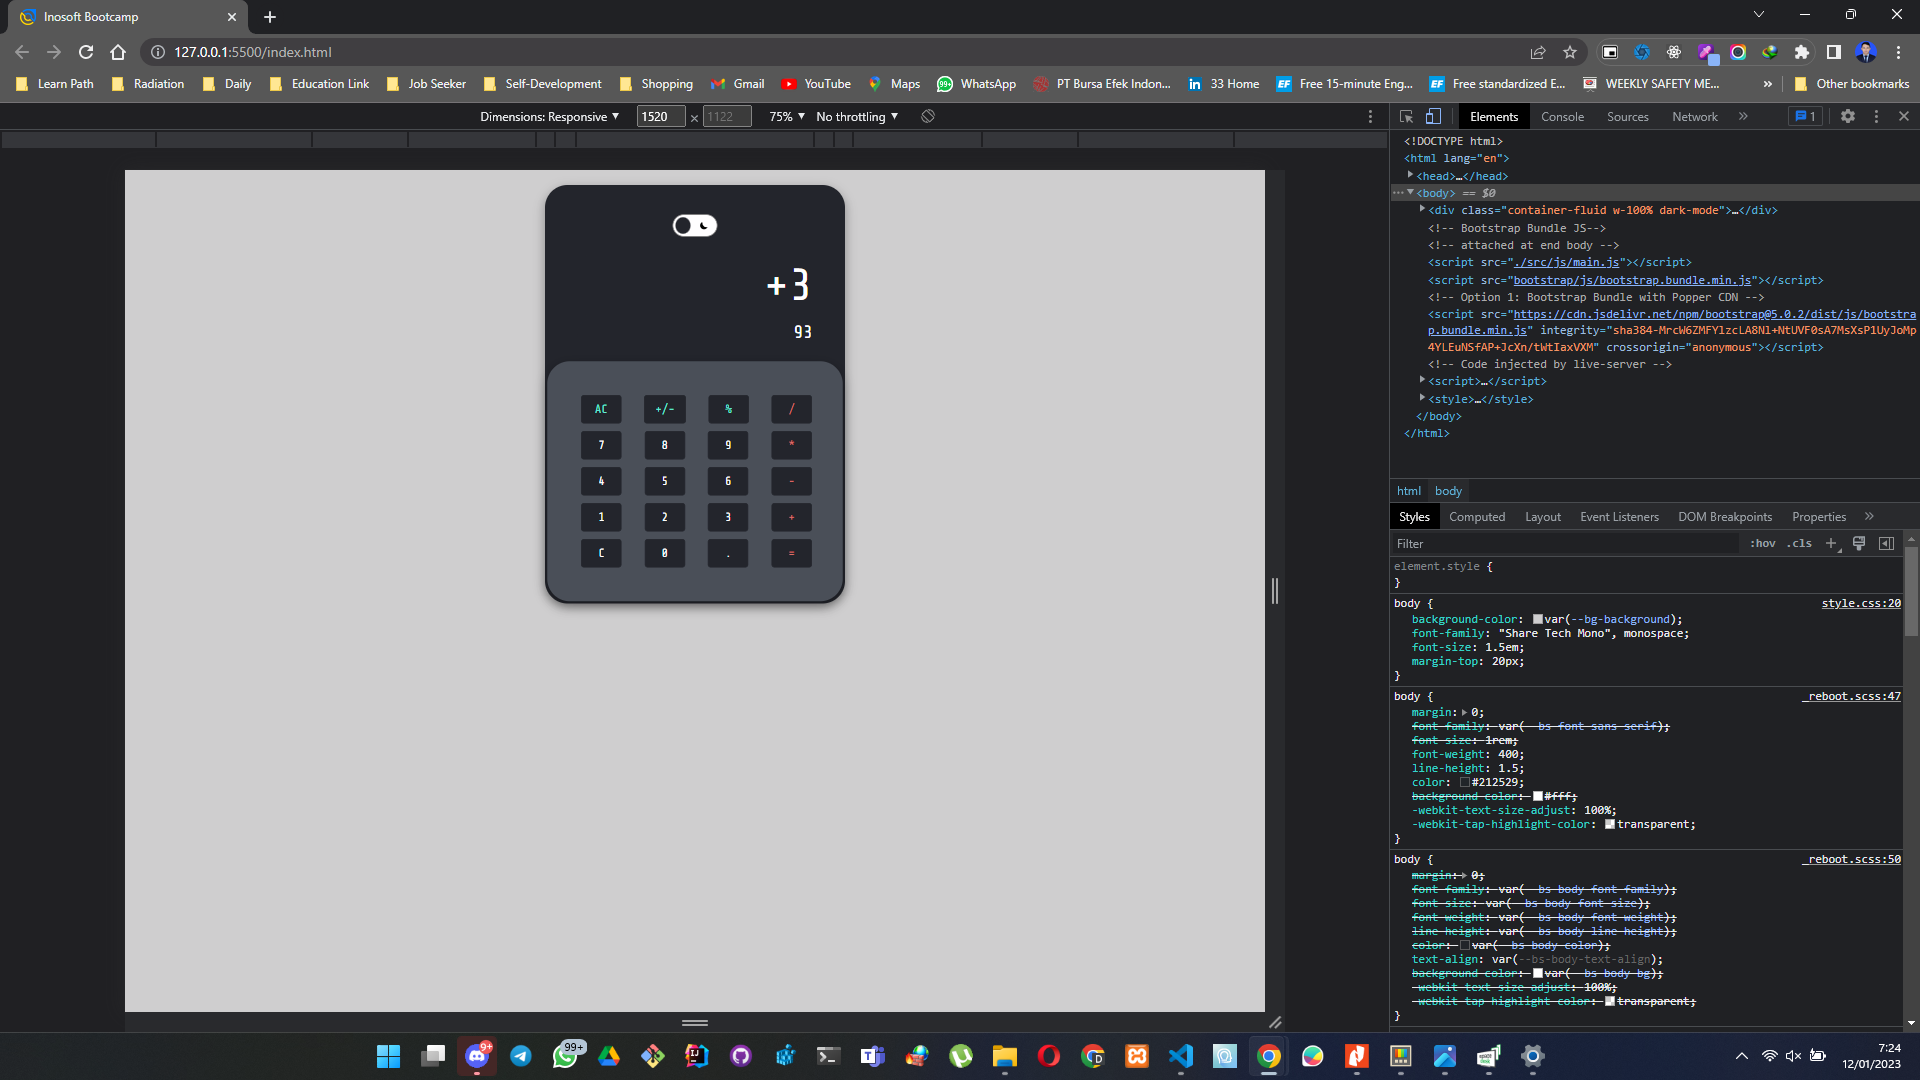 Inosoft Bootcamp
127.0.0.1:5500/index.html
Learn Path
Radiation
Daily
Education Link
Job Seeker
Self-Development
Shopping
Gmail
YouTube
Maps
WhatsApp
PT Bursa Efek Indon...
33 Home
Free 15-minute Eng...
Free standardized E...
WEEKLY SAFETY ME...
»
Other bookmarks
Dimensions: Responsive
1520
×
1122
75%
No throttling
Elements
Console
Sources
Network
»
1
+3
93
AC +/- % /
7 8 9 *
4 5 6 -
1 2 3 +
C 0 . =
<!DOCTYPE html>
<html lang="en">
<head>…</head>
<body> == $0
<div class="container-fluid w-100% dark-mode">…</div>
<!-- Bootstrap Bundle JS-->
<!-- attached at end body -->
<script src="./src/js/main.js"></script>
<script src="bootstrap/js/bootstrap.bundle.min.js"></script>
<!-- Option 1: Bootstrap Bundle with Popper CDN -->
<script src="https://cdn.jsdelivr.net/npm/bootstrap@5.0.2/dist/js/bootstra
p.bundle.min.js" integrity="sha384-MrcW6ZMFYlzcLA8Nl+NtUVF0sA7MsXsP1UyJoMp
4YLEuNSfAP+JcXn/tWtIaxVXM" crossorigin="anonymous"></script>
<!-- Code injected by live-server -->
<script>…</script>
<style>…</style>
</body>
</html>
html body
Styles
Computed
Layout
Event Listeners
DOM Breakpoints
Properties
»
Filter
:hov .cls +
element.style {
}
body {
style.css:20
background-color: var(--bg-background);
font-family: "Share Tech Mono", monospace;
font-size: 1.5em;
margin-top: 20px;
}
body {
_reboot.scss:47
margin: 0;
font-family: var(--bs-font-sans-serif);
font-size: 1rem;
font-weight: 400;
line-height: 1.5;
color: #212529;
background-color: #fff;
-webkit-text-size-adjust: 100%;
-webkit-tap-highlight-color: transparent;
}
body {
_reboot.scss:50
margin: 0;
font-family: var(--bs-body-font-family);
font-size: var(--bs-body-font-size);
font-weight: var(--bs-body-font-weight);
line-height: var(--bs-body-line-height);
color: var(--bs-body-color);
text-align: var(--bs-body-text-align);
background-color: var(--bs-body-bg);
-webkit-text-size-adjust: 100%;
-webkit-tap-highlight-color: transparent;
}
9+
99+
7:24
12/01/2023